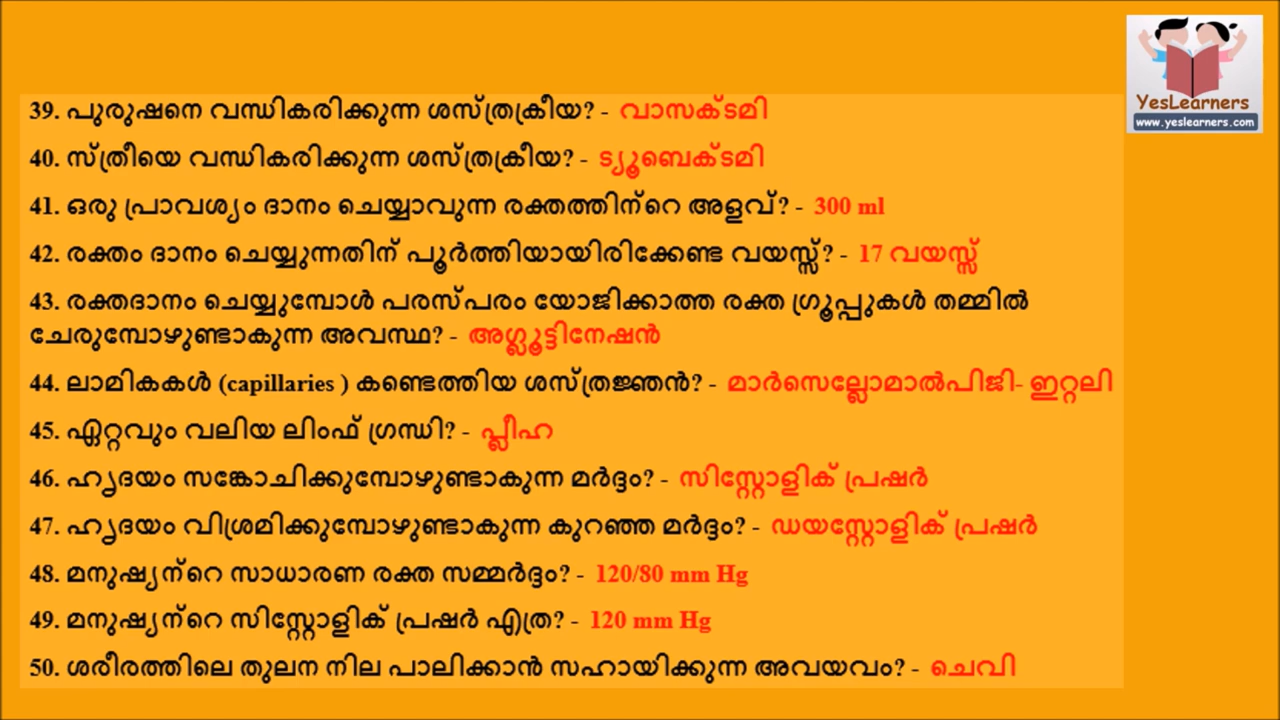 YesLearners
www.yeslearners.com
39. പുരുഷനെ വന്ധികരിക്കുന്ന ശസ്ത്രക്രീയ? - വാസക്ടമി
40. സ്ത്രീയെ വന്ധികരിക്കുന്ന ശസ്ത്രക്രീയ? - ട്യൂബെക്ടമി
41. ഒരു പ്രാവശ്യം ദാനം ചെയ്യാവുന്ന രക്തത്തിന്റെ അളവ്? - 300 ml
42. രക്തം ദാനം ചെയ്യുന്നതിന് പൂർത്തിയായിരിക്കേണ്ട വയസ്സ്? - 17 വയസ്സ്
43. രക്തദാനം ചെയ്യുമ്പോൾ പരസ്പരം യോജിക്കാത്ത രക്ത ഗ്രൂപ്പുകൾ തമ്മിൽ
ചേരുമ്പോഴുണ്ടാകുന്ന അവസ്ഥ? - അഗ്ലൂട്ടിനേഷൻ
44. ലാമികകൾ (capillaries ) കണ്ടെത്തിയ ശസ്ത്രജ്ഞൻ? - മാർസെല്ലോമാൽപിജി- ഇറ്റലി
45. ഏറ്റവും വലിയ ലിംഫ് ഗ്രന്ധി? - പ്ലീഹ
46. ഹൃദയം സങ്കോചിക്കുമ്പോഴുണ്ടാകുന്ന മർദ്ദം? - സിസ്റ്റോളിക് പ്രഷർ
47. ഹൃദയം വിശ്രമിക്കുമ്പോഴുണ്ടാകുന്ന കുറഞ്ഞ മർദ്ദം? - ഡയസ്റ്റോളിക് പ്രഷർ
48. മനുഷ്യന്റെ സാധാരണ രക്ത സമ്മർദ്ദം? - 120/80 mm Hg
49. മനുഷ്യന്റെ സിസ്റ്റോളിക് പ്രഷർ എത്ര? - 120 mm Hg
50. ശരീരത്തിലെ തുലന നില പാലിക്കാൻ സഹായിക്കുന്ന അവയവം? - ചെവി